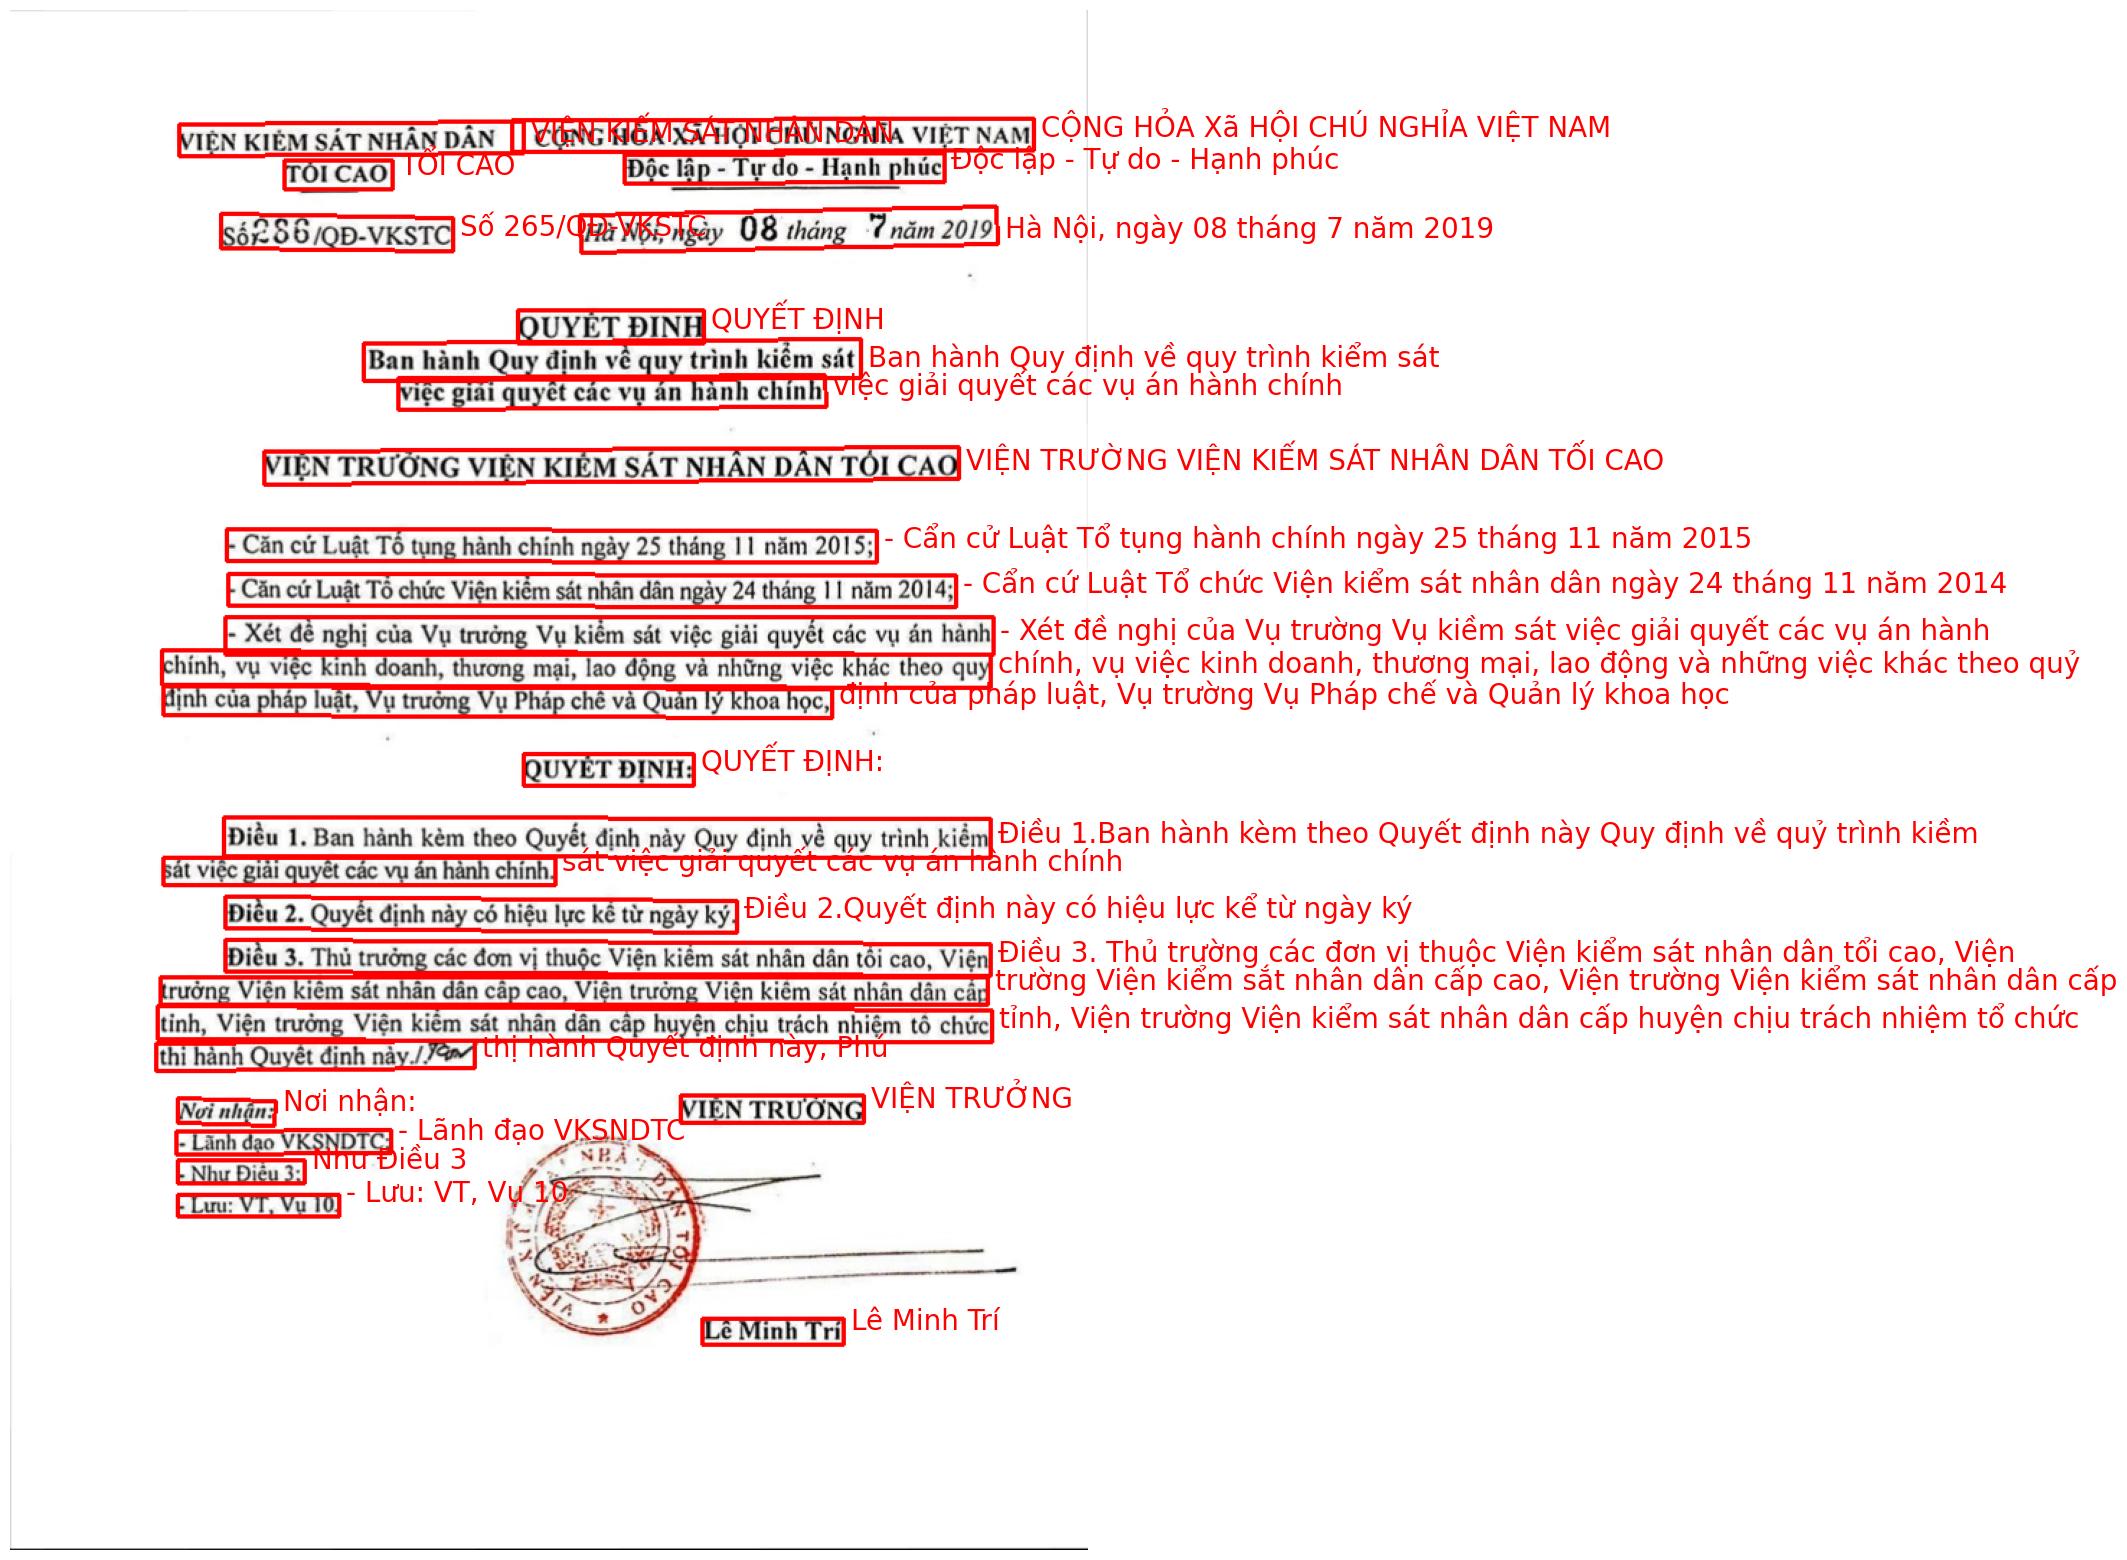 VIỆN KIỂM SÁT NHÂN DÂN VIỆN KIẾM SÁT NHÂN DÂN
CỘNG HÒA XÃ HỘI CHỦ NGHĨA VIỆT NAM CỘNG HỎA Xã HỘI CHÚ NGHỈA VIỆT NAM
TỐI CAO TỐI CAO
Độc lập - Tự do - Hạnh phúc Độc lập - Tự do - Hạnh phúc
Số:286/QĐ-VKSTC Số 265/QĐ-VKSTC
Hà Nội, ngày 08 tháng 7 năm 2019 Hà Nội, ngày 08 tháng 7 năm 2019
QUYẾT ĐỊNH QUYẾT ĐỊNH
Ban hành Quy định về quy trình kiểm sát Ban hành Quy định về quy trình kiểm sát
việc giải quyết các vụ án hành chính việc giải quyết các vụ án hành chính
VIỆN TRƯỞNG VIỆN KIỂM SÁT NHÂN DÂN TỐI CAO VIỆN TRƯỜNG VIỆN KIẾM SÁT NHÂN DÂN TỐI CAO
- Căn cứ Luật Tố tụng hành chính ngày 25 tháng 11 năm 2015; - Cẩn cử Luật Tổ tụng hành chính ngày 25 tháng 11 năm 2015
- Căn cứ Luật Tổ chức Viện kiểm sát nhân dân ngày 24 tháng 11 năm 2014; - Cẩn cứ Luật Tổ chức Viện kiểm sát nhân dân ngày 24 tháng 11 năm 2014
- Xét đề nghị của Vụ trưởng Vụ kiểm sát việc giải quyết các vụ án hành - Xét đề nghị của Vụ trường Vụ kiềm sát việc giải quyết các vụ án hành
chính, vụ việc kinh doanh, thương mại, lao động và những việc khác theo quy chính, vụ việc kinh doanh, thương mại, lao động và những việc khác theo quỷ
định của pháp luật, Vụ trưởng Vụ Pháp chế và Quản lý khoa học, định của pháp luật, Vụ trường Vụ Pháp chế và Quản lý khoa học
QUYẾT ĐỊNH: QUYẾT ĐỊNH:
Điều 1. Ban hành kèm theo Quyết định này Quy định về quy trình kiểm Điều 1.Ban hành kèm theo Quyết định này Quy định về quỷ trình kiềm
sát việc giải quyết các vụ án hành chính. sát việc giải quyết các vụ án hành chính
Điều 2. Quyết định này có hiệu lực kể từ ngày ký. Điều 2.Quyết định này có hiệu lực kể từ ngày ký
Điều 3. Thủ trưởng các đơn vị thuộc Viện kiểm sát nhân dân tối cao, Viện Điều 3. Thủ trường các đơn vị thuộc Viện kiểm sát nhân dân tổi cao, Viện
trưởng Viện kiểm sát nhân dân cấp cao, Viện trưởng Viện kiểm sát nhân dân cấp trường Viện kiểm sắt nhân dân cấp cao, Viện trường Viện kiểm sát nhân dân cấp
tỉnh, Viện trưởng Viện kiểm sát nhân dân cấp huyện chịu trách nhiệm tổ chức tỉnh, Viện trường Viện kiểm sát nhân dân cấp huyện chịu trách nhiệm tổ chức
thi hành Quyết định này./. thị hành Quyết định này, Phú
Nơi nhận: Nơi nhận:
- Lãnh đạo VKSNDTC; - Lãnh đạo VKSNDTC
- Như Điều 3; Như Điều 3
- Lưu: VT, Vụ 10. - Lưu: VT, Vụ 10
VIỆN TRƯỞNG VIỆN TRƯỞNG
VIỆN KIỂM SÁT NHÂN DÂN TỐI CAO
Lê Minh Trí Lê Minh Trí